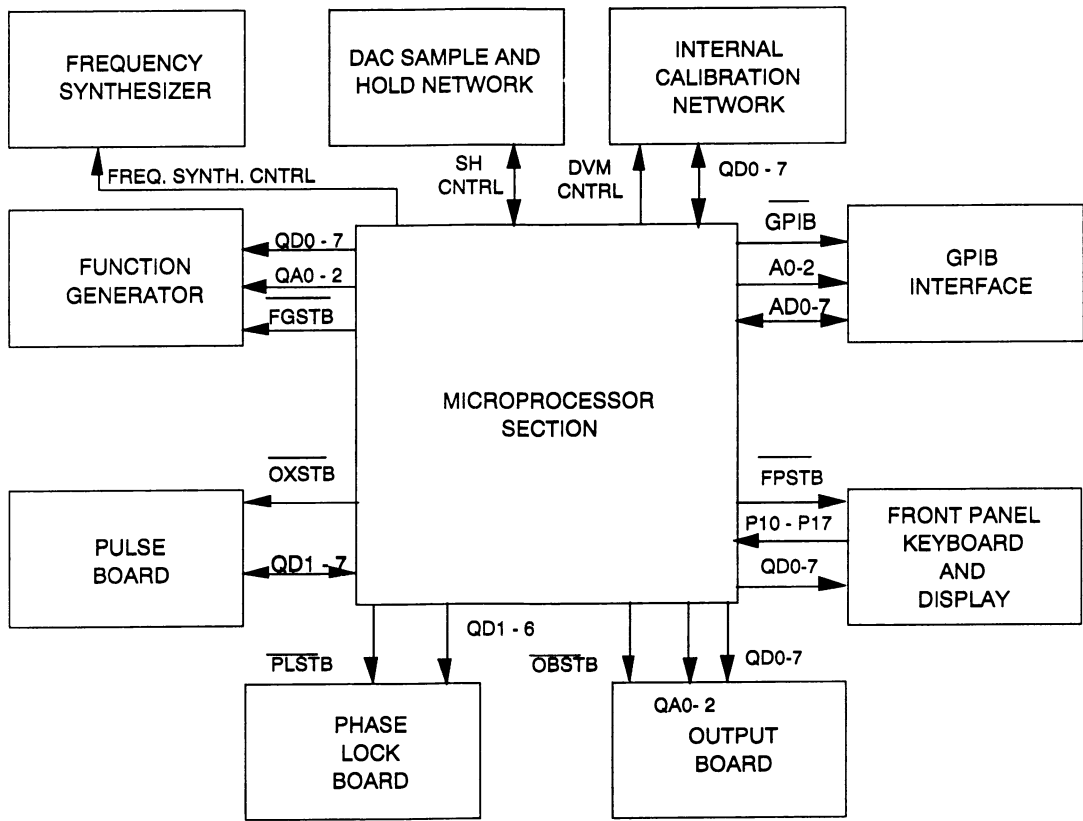 FREQUENCY
SYNTHESIZER
DAC SAMPLE AND
HOLD NETWORK
INTERNAL
CALIBRATION
NETWORK
FREQ. SYNTH. CNTRL
SH
CNTRL
DVM
CNTRL
QD0 - 7
FUNCTION
GENERATOR
QD0 - 7
QA0 - 2
FGSTB
GPIB
A0-2
AD0-7
GPIB
INTERFACE
MICROPROCESSOR
SECTION
PULSE
BOARD
OXSTB
QD1 - 7
FPSTB
P10 - P17
QD0-7
FRONT PANEL
KEYBOARD
AND
DISPLAY
PLSTB
QD1 - 6
OBSTB
QA0- 2
QD0-7
PHASE
LOCK
BOARD
OUTPUT
BOARD